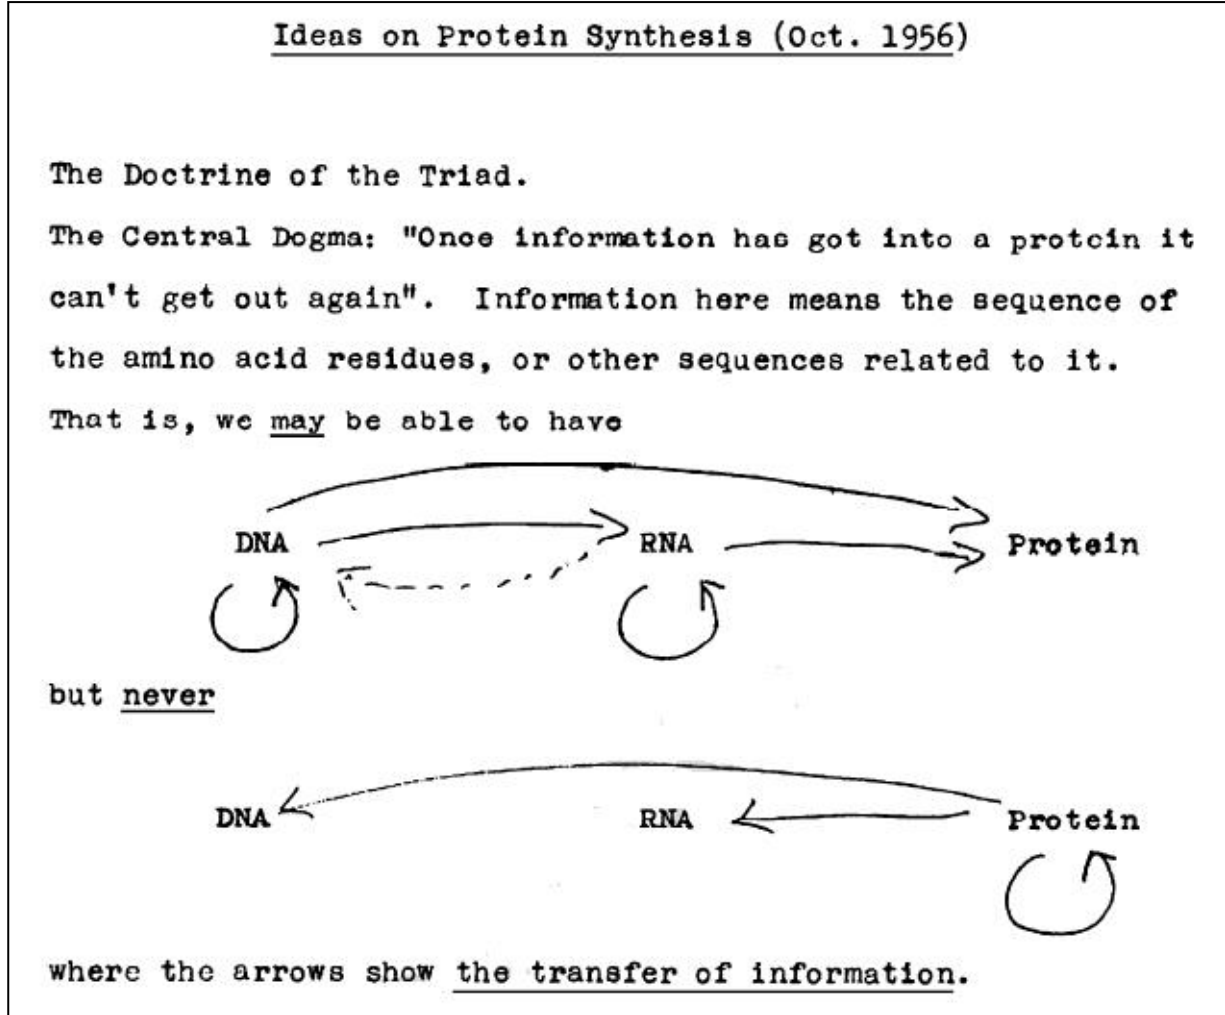 Ideas on Protein Synthesis (Oct. 1956)
The Doctrine of the Triad.
The Central Dogma: "Once information has got into a protein it
can't get out again". Information here means the sequence of
the amino acid residues, or other sequences related to it.
That is, we may be able to have
DNA RNA Protein
but never
DNA RNA Protein
where the arrows show the transfer of information.